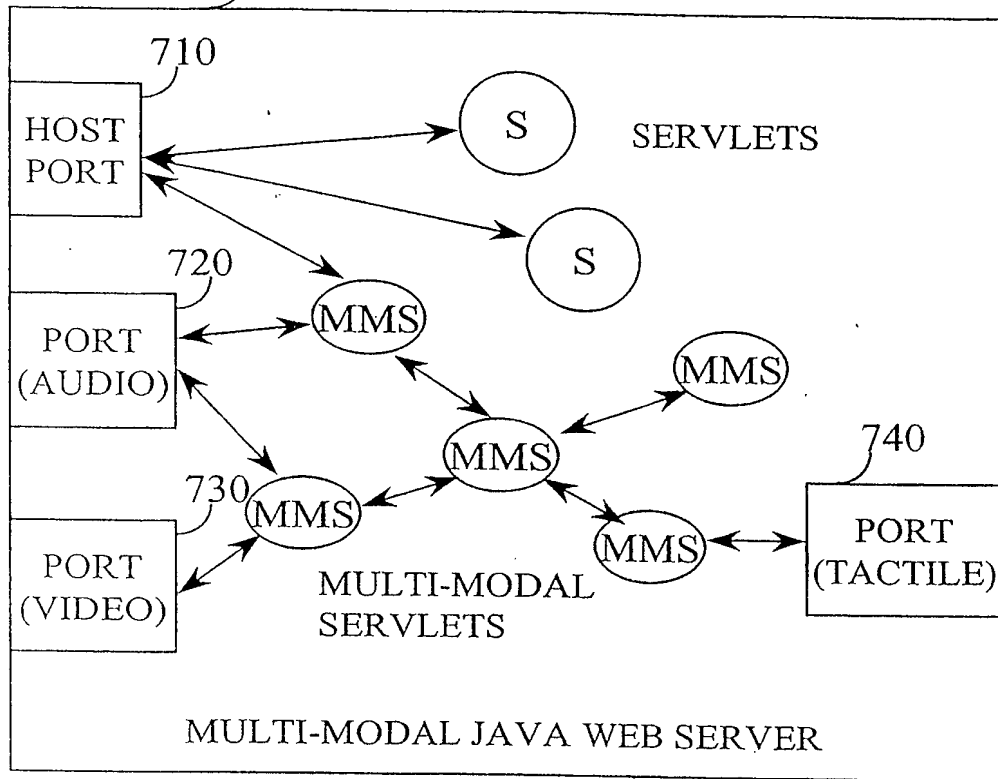 710
HOST
PORT
S
SERVLETS
S
720
PORT
(AUDIO)
MMS
MMS
MMS
740
730
PORT
(VIDEO)
MMS
MMS
PORT
(TACTILE)
MULTI-MODAL
SERVLETS
MULTI-MODAL JAVA WEB SERVER